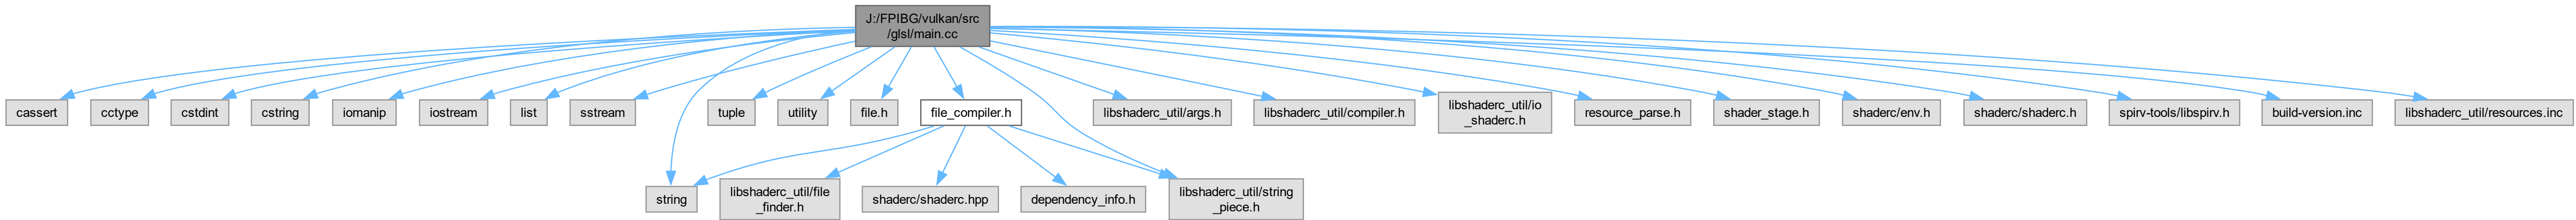 J:/FPIBG/vulkan/src
/glsl/main.cc
cassert
cctype
cstdint
cstring
iomanip
iostream
list
sstream
tuple
utility
file.h
file_compiler.h
libshaderc_util/args.h
libshaderc_util/compiler.h
libshaderc_util/io
_shaderc.h
resource_parse.h
shader_stage.h
shaderc/env.h
shaderc/shaderc.h
spirv-tools/libspirv.h
build-version.inc
libshaderc_util/resources.inc
string
libshaderc_util/file
_finder.h
shaderc/shaderc.hpp
dependency_info.h
libshaderc_util/string
_piece.h